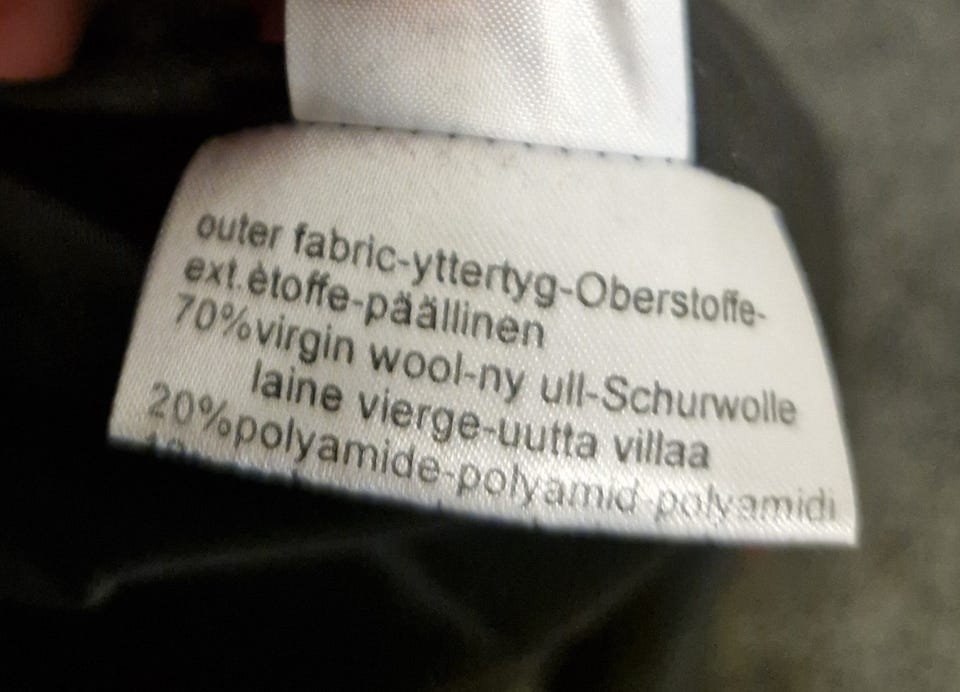 outer fabric-yttertyg-Oberstoffe-
ext.ètoffe-päällinen
70%virgin wool-ny ull-Schurwolle
laine vierge-uutta villaa
20%polyamide-polyamid-polyamidi